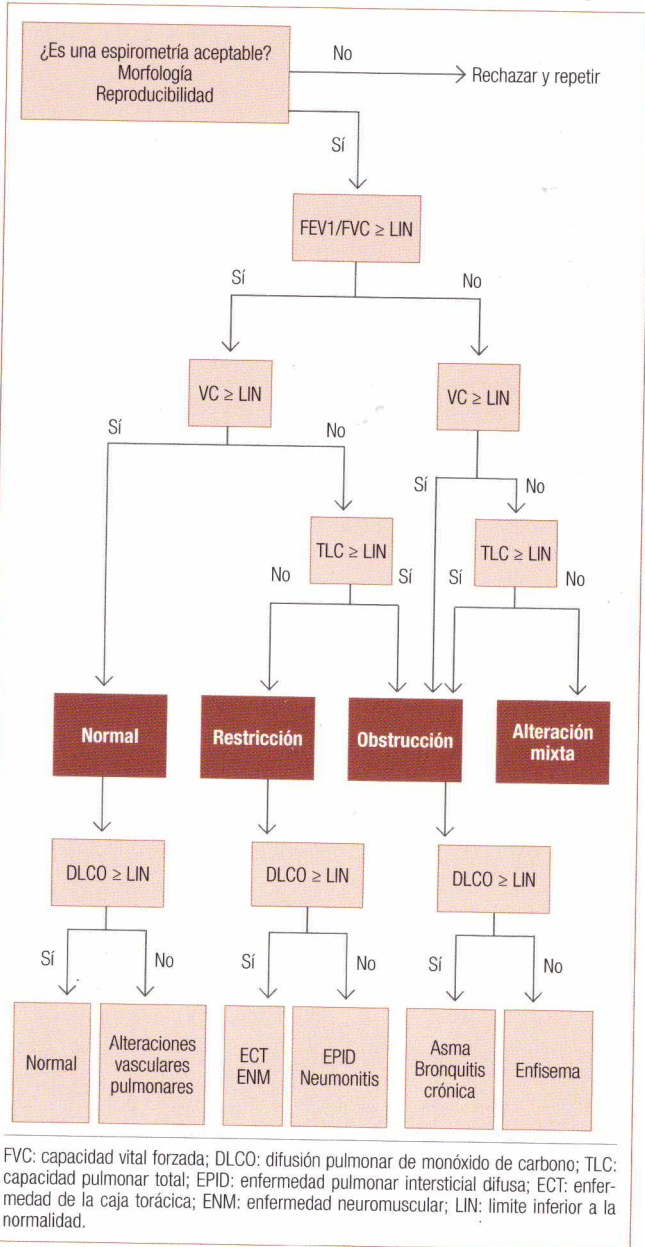 ¿Es una espirometría aceptable?
Morfología
Reproducibilidad
No
Rechazar y repetir
Sí
FEV1/FVC ≥ LIN
Sí
No
VC ≥ LIN
VC ≥ LIN
Sí
No
Sí
No
TLC ≥ LIN
TLC ≥ LIN
No
Sí
Sí
No
Normal
Restricción
Obstrucción
Alteración
mixta
DLCO ≥ LIN
DLCO ≥ LIN
DLCO ≥ LIN
Sí
No
Sí
No
Sí
No
Normal
Alteraciones
vasculares
pulmonares
ECT
ENM
EPID
Neumonitis
Asma
Bronquitis
crónica
Enfisema
FVC: capacidad vital forzada; DLCO: difusión pulmonar de monóxido de carbono; TLC:
capacidad pulmonar total; EPID: enfermedad pulmonar intersticial difusa; ECT: enfer-
medad de la caja torácica; ENM: enfermedad neuromuscular; LIN: limite inferior a la
normalidad.